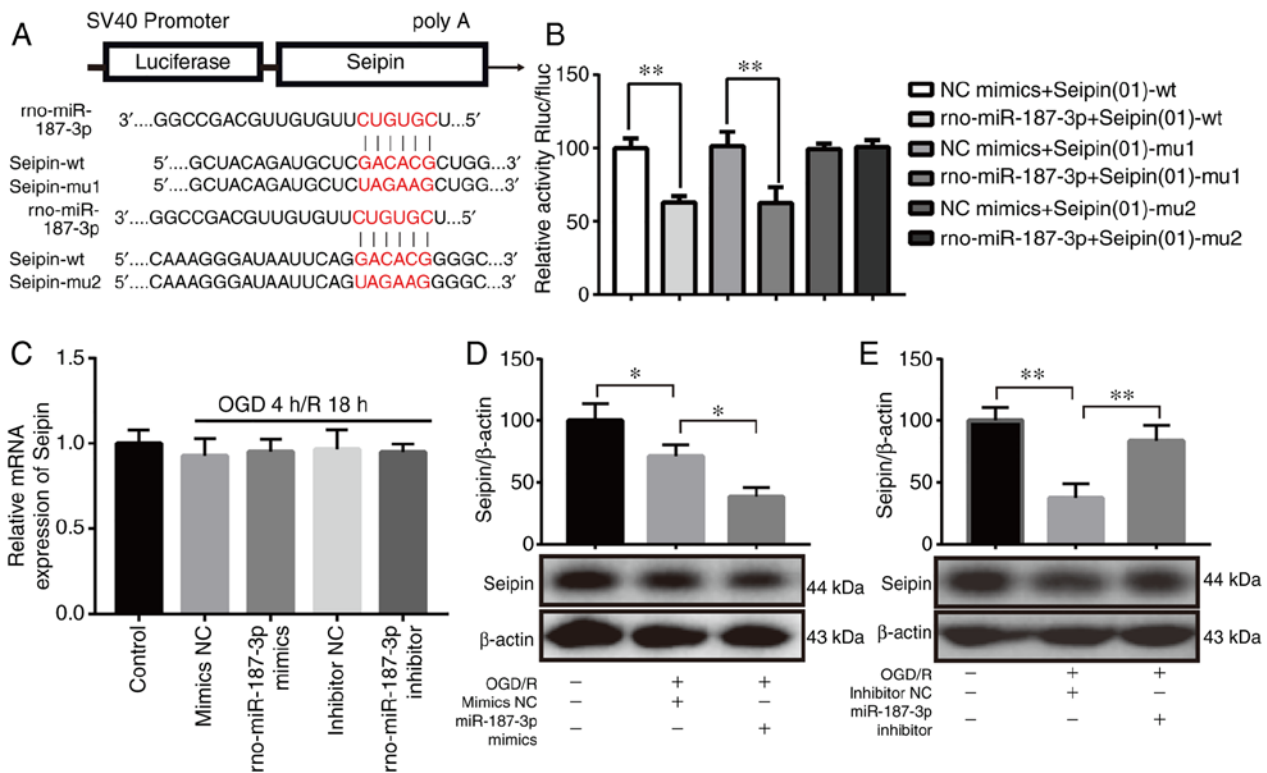 A
SV40 Promoter
poly A
Luciferase
Seipin
rno-miR-
187-3p
3′....GGCCGACGUUGUGUUCUGUGCU...5′
Seipin-wt
5′....GCUACAGAUGCUCGACACGCUGG...3′
Seipin-mu1
5′....GCUACAGAUGCUCUAGAAGCUGG...3′
rno-miR-
187-3p
3′....GGCCGACGUUGUGUUCUGUGCU...5′
Seipin-wt
5′....CAAAGGGAUAAUUCAGGACACGGGGC...3′
Seipin-mu2
5′....CAAAGGGAUAAUUCAGUAGAAGGGGC...3′
B
Relative activity Rluc/fluc
150
100
50
0
**
**
NC mimics+Seipin(01)-wt
rno-miR-187-3p+Seipin(01)-wt
NC mimics+Seipin(01)-mu1
rno-miR-187-3p+Seipin(01)-mu1
NC mimics+Seipin(01)-mu2
rno-miR-187-3p+Seipin(01)-mu2
C
Relative mRNA
expression of Seipin
1.5
1.0
0.5
0.0
OGD 4 h/R 18 h
Control
Mimics NC
rno-miR-187-3p
mimics
Inhibitor NC
rno-miR-187-3p
inhibitor
D
Seipin/β-actin
150
100
50
0
*
*
Seipin
44 kDa
β-actin
43 kDa
OGD/R − + +
Mimics NC − + −
miR-187-3p
mimics − − +
E
Seipin/β-actin
150
100
50
0
**
**
Seipin
44 kDa
β-actin
43 kDa
OGD/R − + +
Inhibitor NC − + −
miR-187-3p
inhibitor − − +